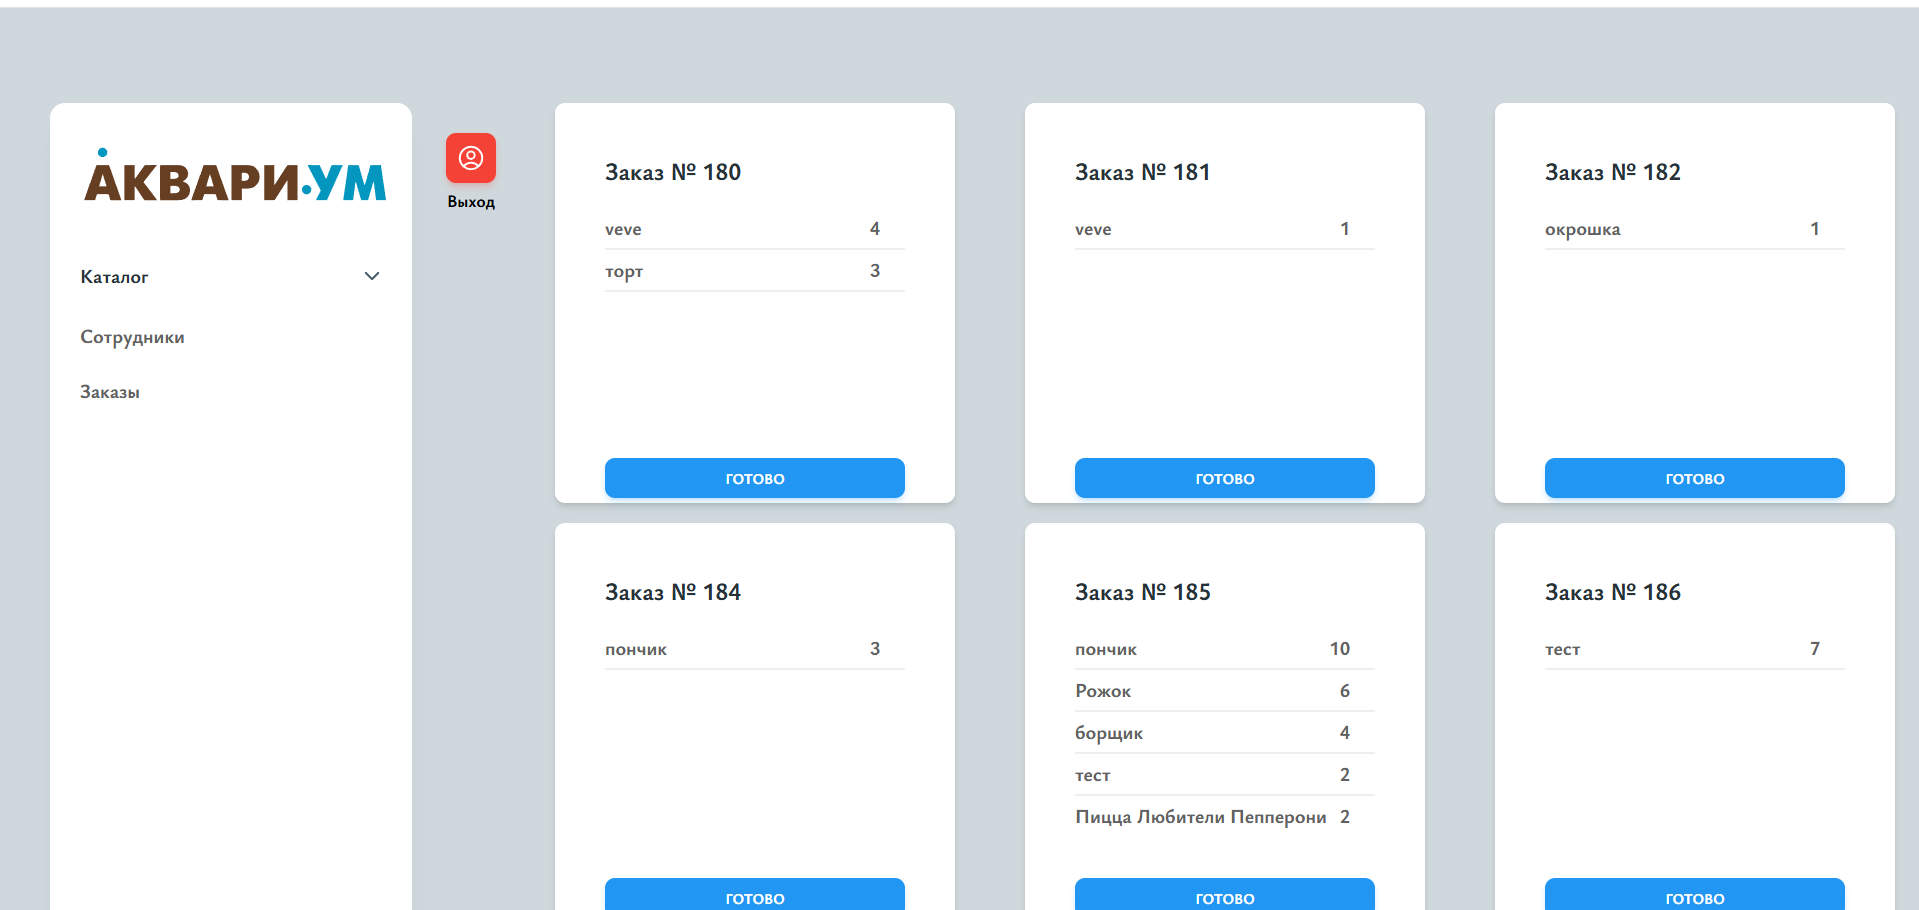 АКВАРИ•УМ
Каталог
Сотрудники
Заказы
Выход
Заказ № 180
veve 4
торт 3
ГОТОВО
Заказ № 181
veve 1
ГОТОВО
Заказ № 182
окрошка 1
ГОТОВО
Заказ № 184
пончик 3
ГОТОВО
Заказ № 185
пончик 10
Рожок 6
борщик 4
тест 2
Пицца Любители Пепперони 2
ГОТОВО
Заказ № 186
тест 7
ГОТОВО